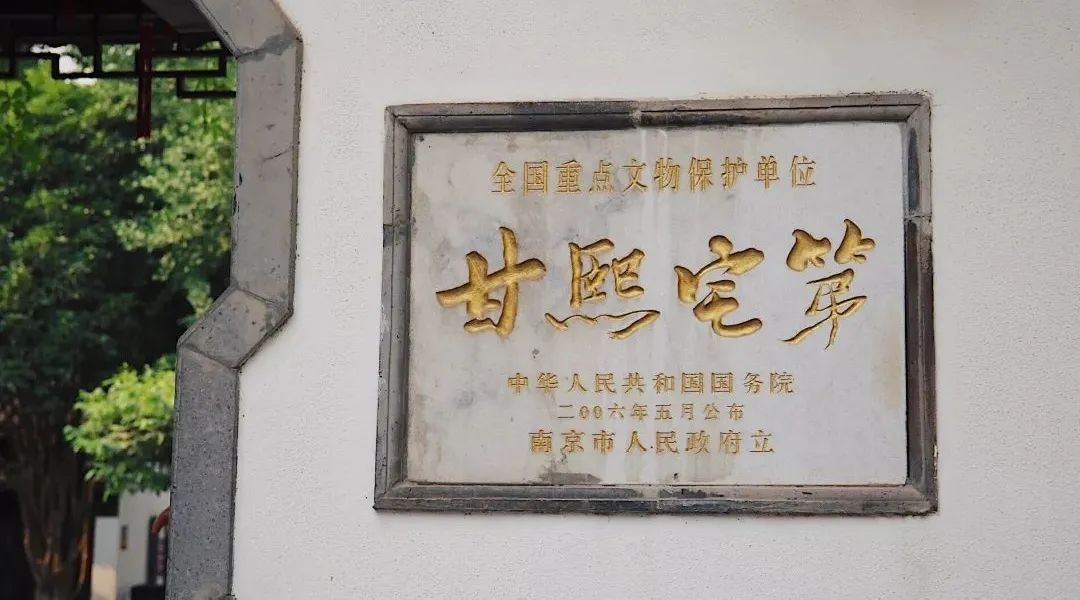 全国重点文物保护单位
甘熙宅第
中华人民共和国国务院
二00六年五月公布
南京市人民政府立